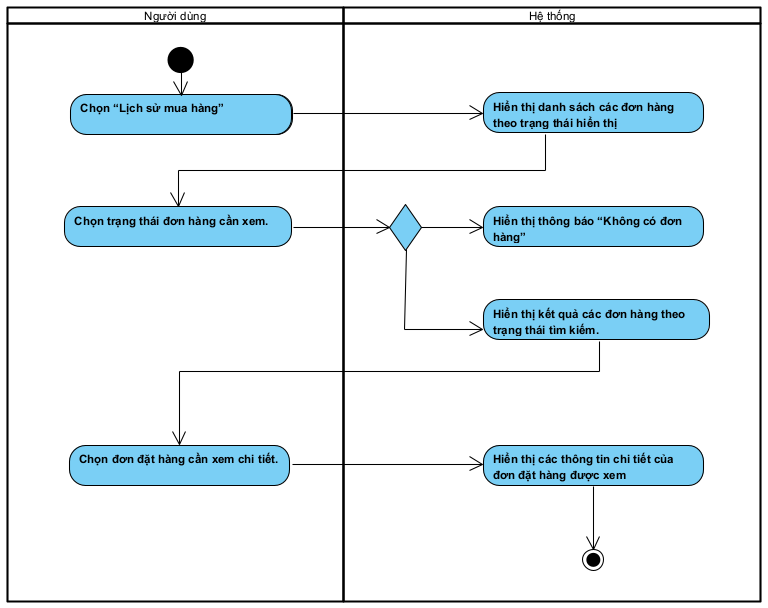 Người dùng
Hệ thống
Chọn “Lịch sử mua hàng”
Hiển thị danh sách các đơn hàng
theo trạng thái hiển thị
Chọn trạng thái đơn hàng cần xem.
Hiển thị thông báo “Không có đơn
hàng”
Hiển thị kết quả các đơn hàng theo
trạng thái tìm kiếm.
Chọn đơn đặt hàng cần xem chi tiết.
Hiển thị các thông tin chi tiết của
đơn đặt hàng được xem